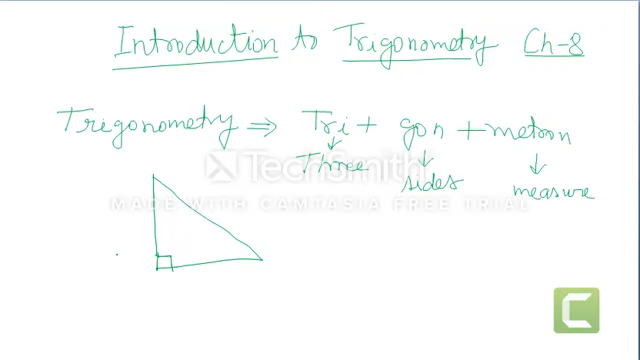 Introduction to Trigonometry Ch-8
Trigonometry ⇒ Tri + gon + metron
Three sides measure
TechSmith
MADE WITH CAMTASIA FREE TRIAL
C